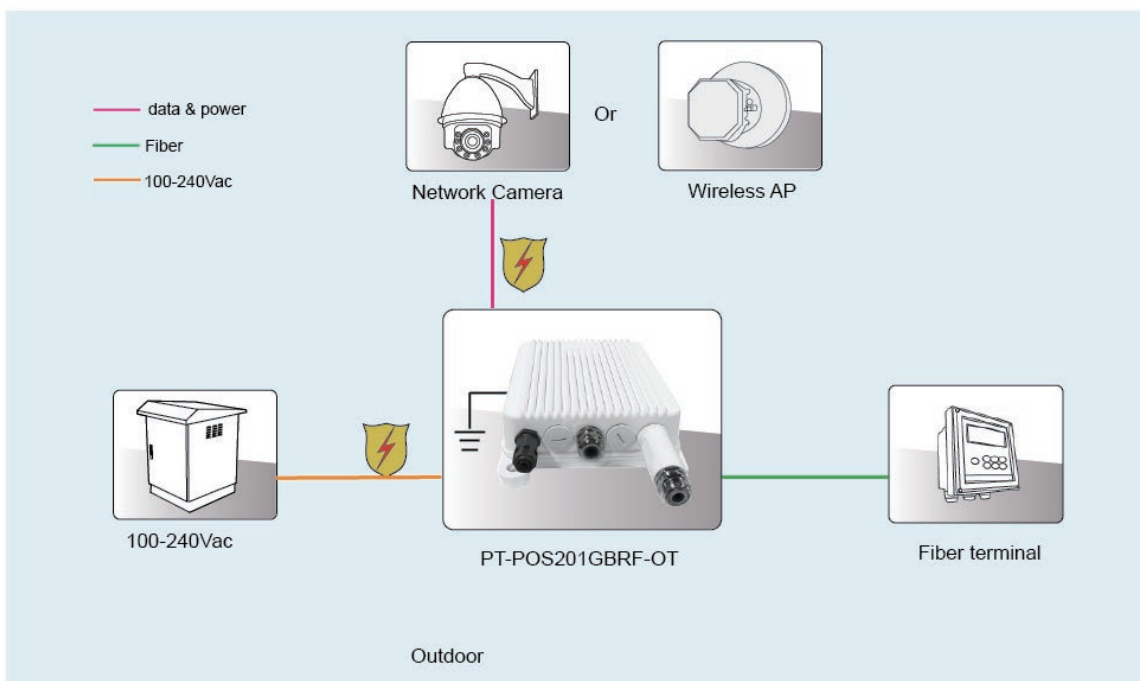 data & power
Fiber
100-240Vac
Or
Network Camera
Wireless AP
100-240Vac
PT-POS201GBRF-OT
Fiber terminal
Outdoor